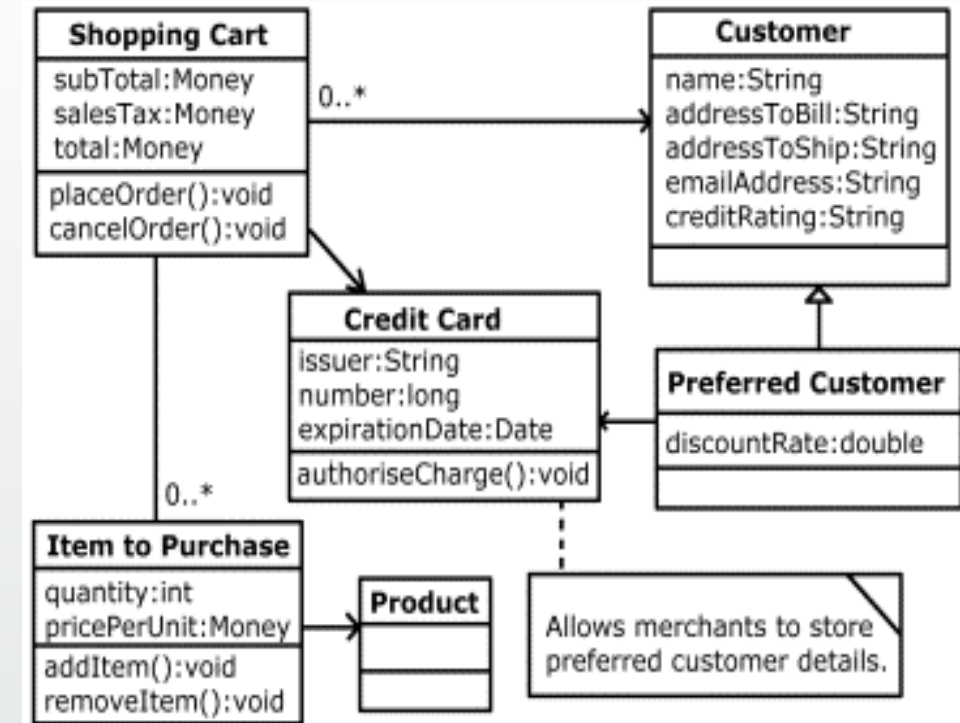 Shopping Cart
subTotal:Money
salesTax:Money
total:Money
placeOrder():void
cancelOrder():void
0..*
Customer
name:String
addressToBill:String
addressToShip:String
emailAddress:String
creditRating:String
Credit Card
issuer:String
number:long
expirationDate:Date
authoriseCharge():void
Preferred Customer
discountRate:double
0..*
Item to Purchase
quantity:int
pricePerUnit:Money
addItem():void
removeItem():void
Product
Allows merchants to store
preferred customer details.